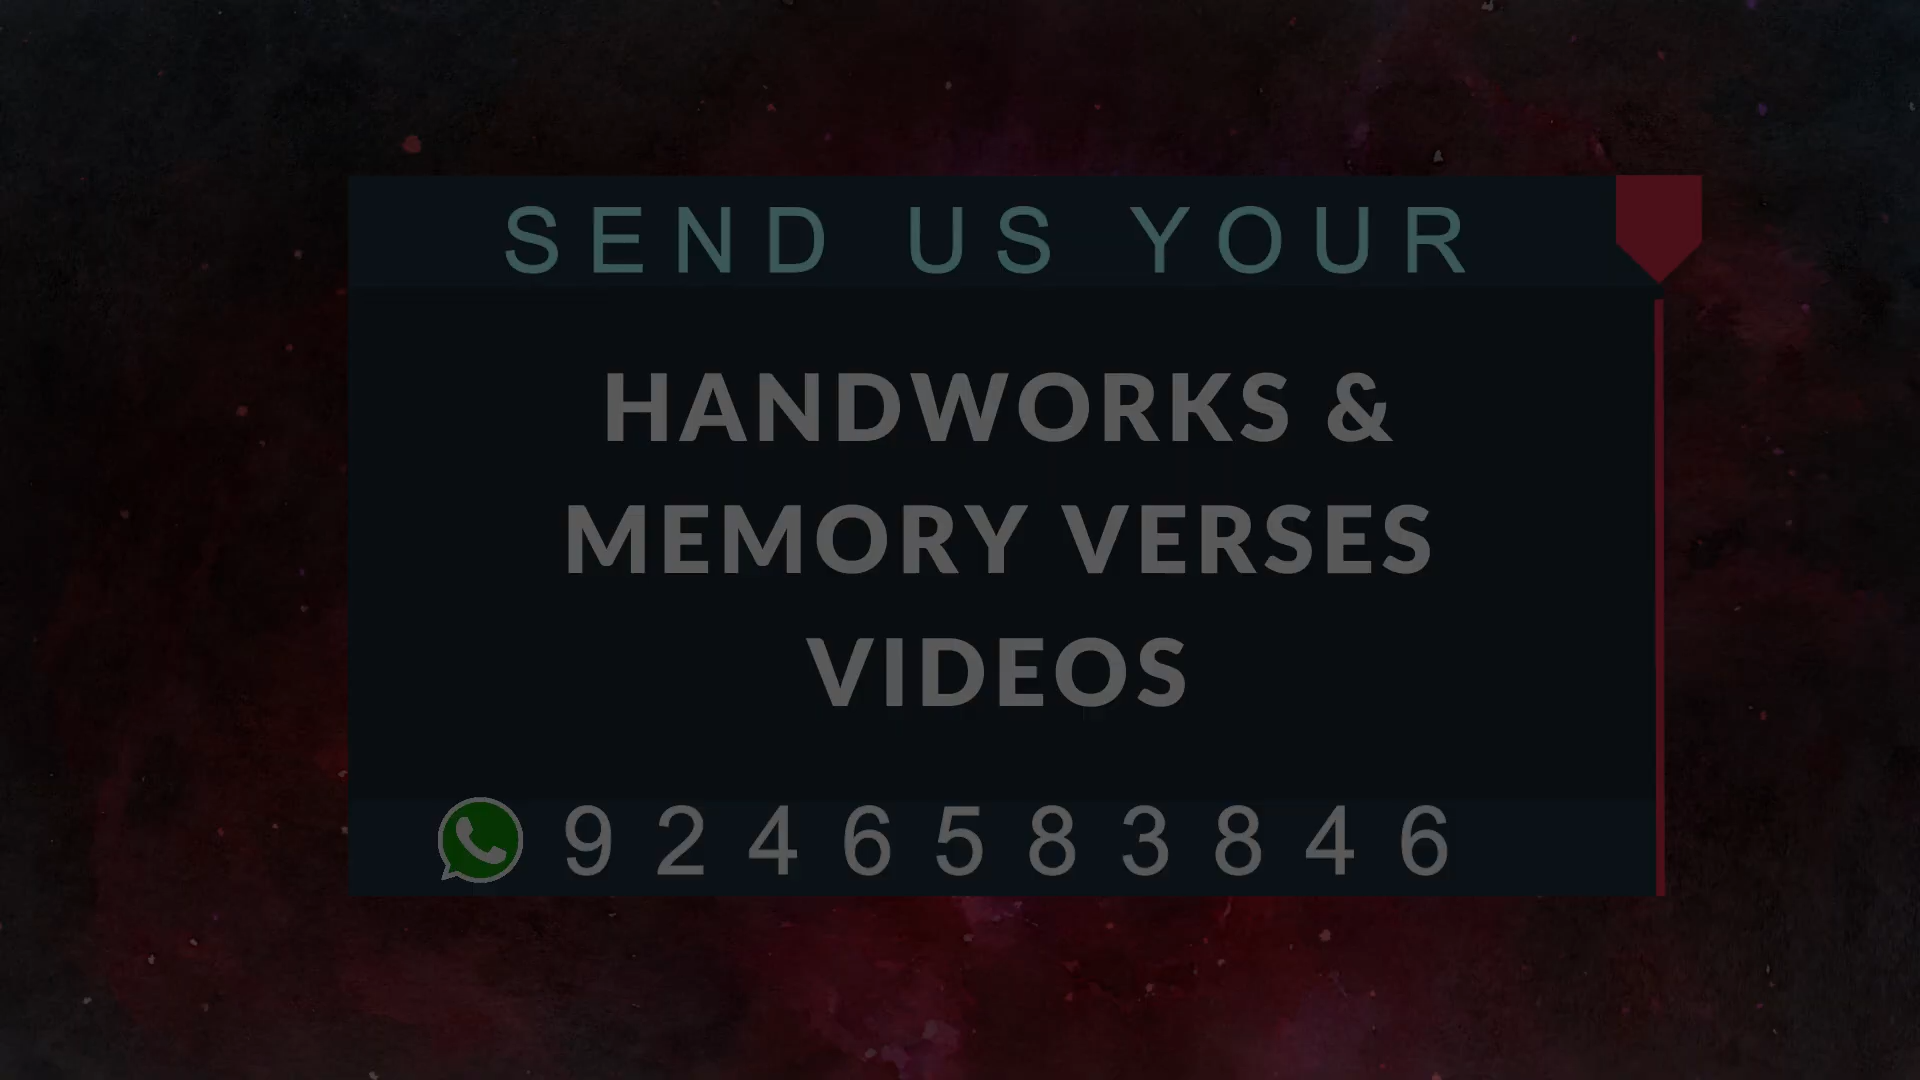 SEND US YOUR
HANDWORKS &
MEMORY VERSES
VIDEOS
9246583846